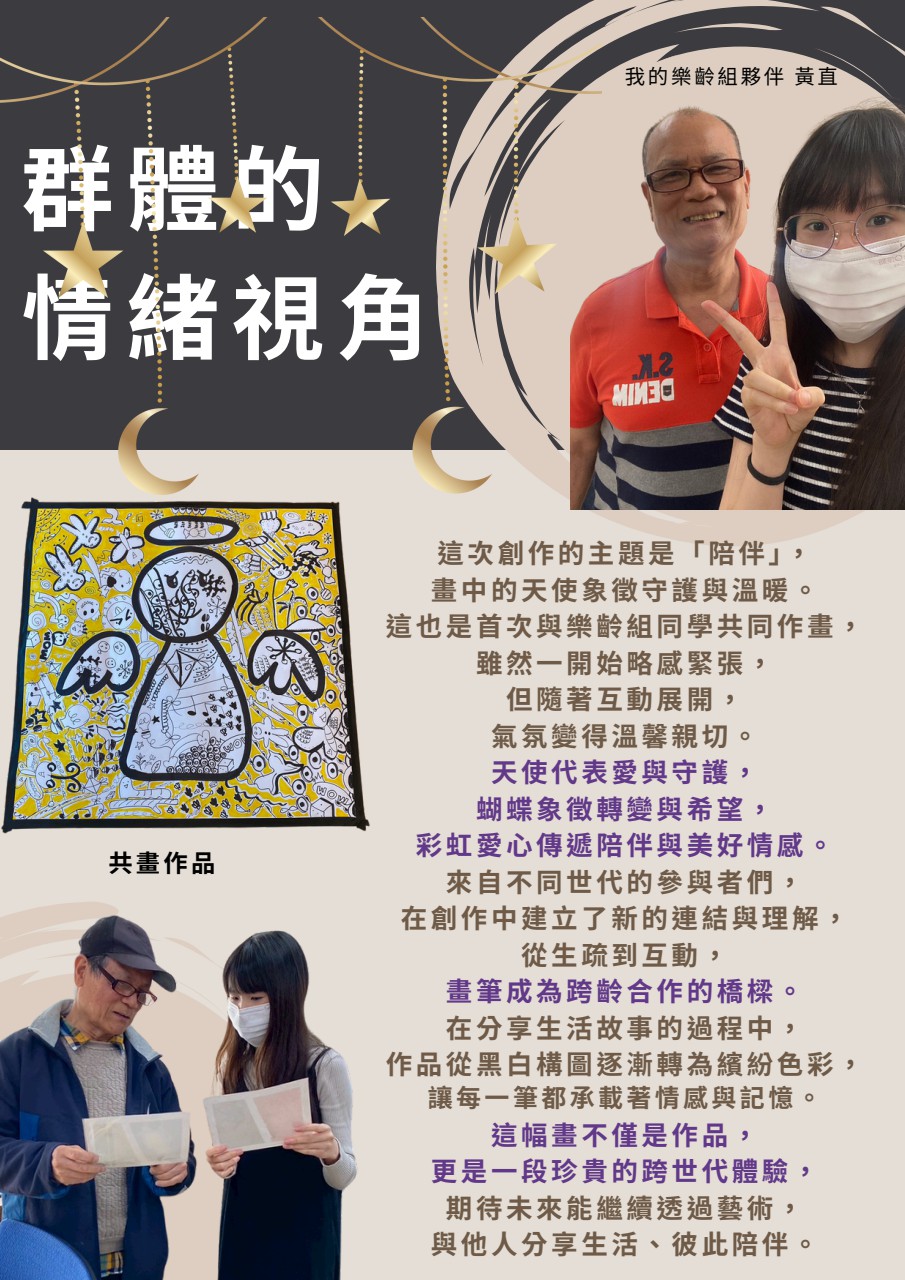 我的樂齡組夥伴 黃直
群體的
情緒視角
S.K.
DENIM
這次創作的主題是「陪伴」，
畫中的天使象徵守護與溫暖。
這也是首次與樂齡組同學共同作畫，
雖然一開始略感緊張，
但隨著互動展開，
氣氛變得溫馨親切。
天使代表愛與守護，
蝴蝶象徵轉變與希望，
彩虹愛心傳遞陪伴與美好情感。
共畫作品
來自不同世代的參與者們，
在創作中建立了新的連結與理解，
從生疏到互動，
畫筆成為跨齡合作的橋樑。
在分享生活故事的過程中，
作品從黑白構圖逐漸轉為繽紛色彩，
讓每一筆都承載著情感與記憶。
這幅畫不僅是作品，
更是一段珍貴的跨世代體驗，
期待未來能繼續透過藝術，
與他人分享生活、彼此陪伴。